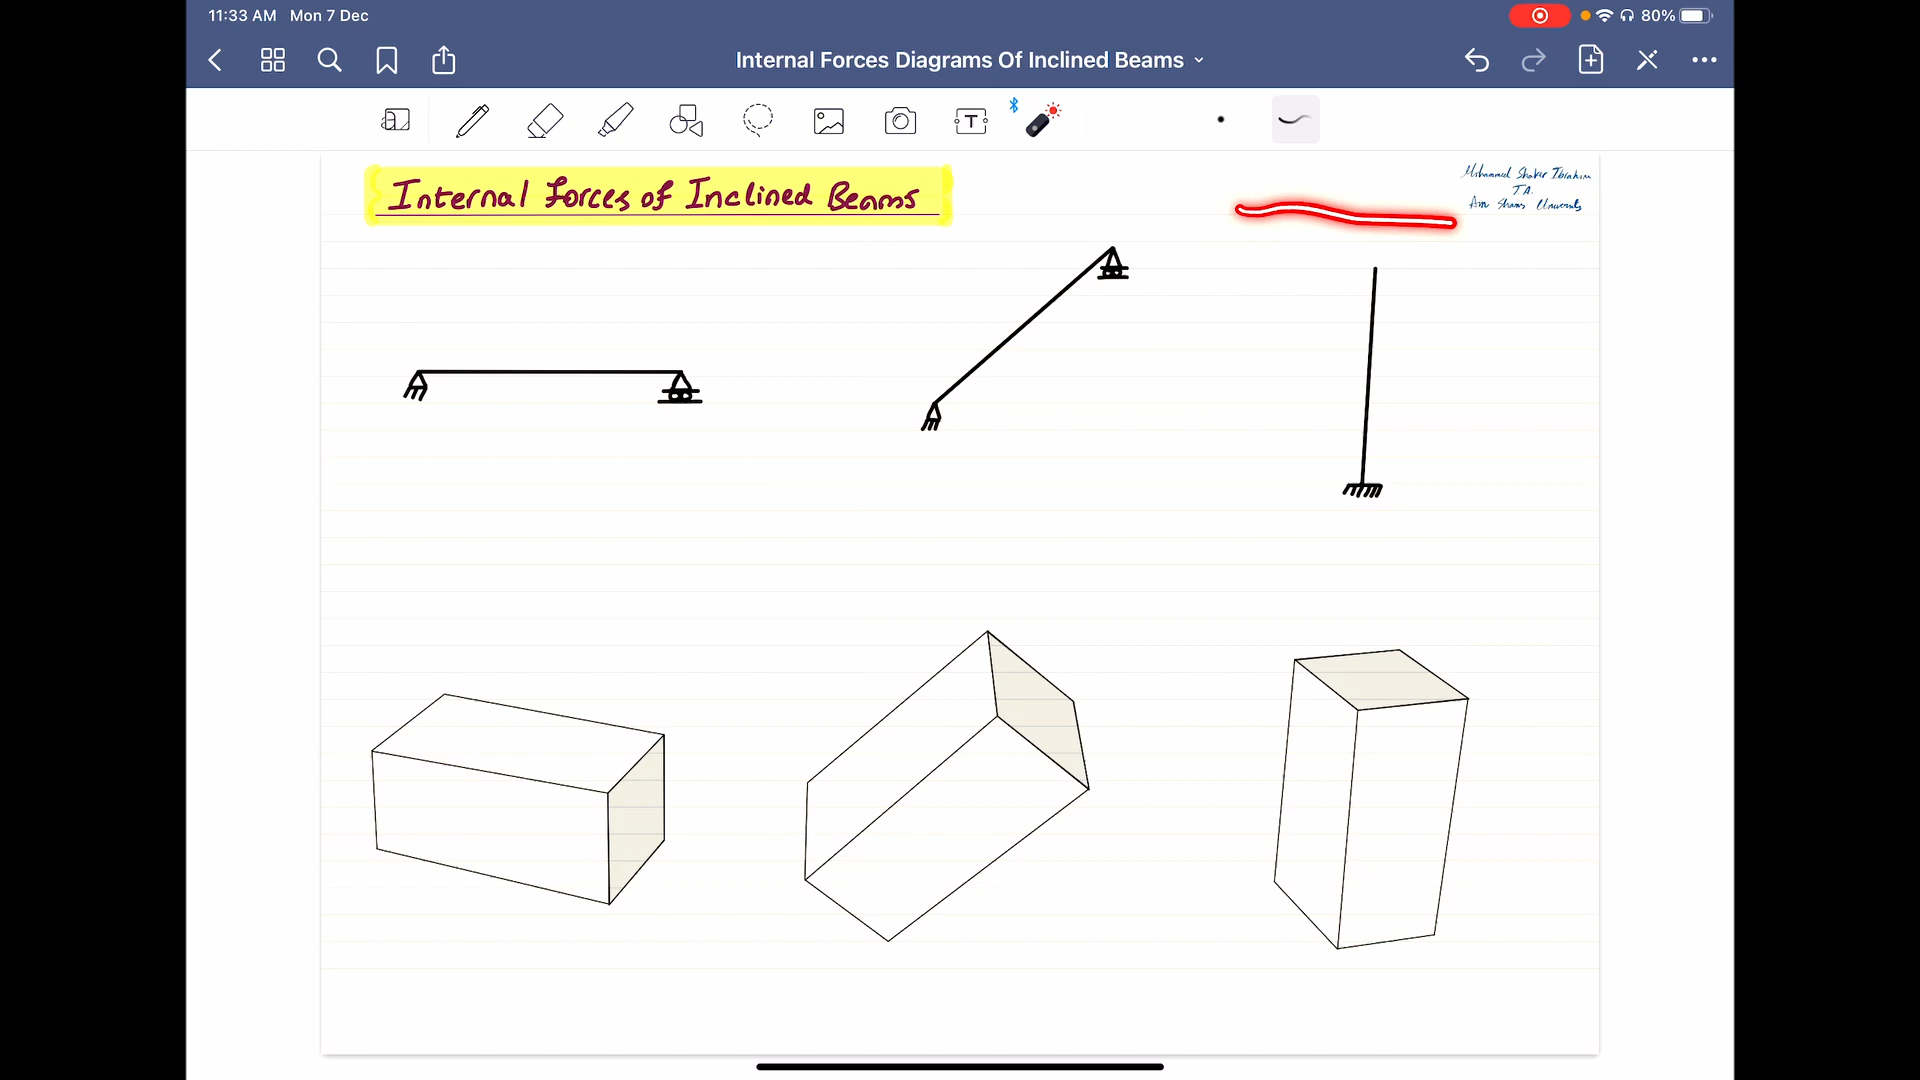 11:33 AM Mon 7 Dec
80%
Internal Forces Diagrams Of Inclined Beams
T
Internal Forces of Inclined Beams
Mohammed Shaker Ibrahim
T.A.
Ain Shams University